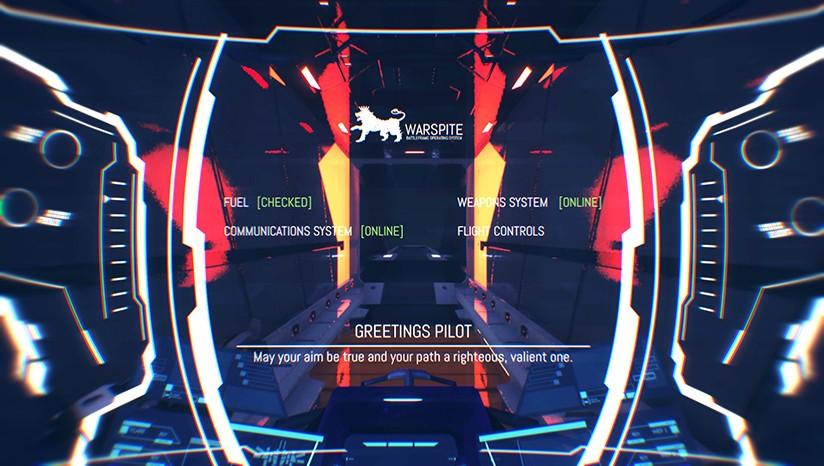 WARSPITE
BATTLEFRAME OPERATING SYSTEM
FUEL [CHECKED]
WEAPONS SYSTEM [ONLINE]
COMMUNICATIONS SYSTEM [ONLINE]
FLIGHT CONTROLS
GREETINGS PILOT
May your aim be true and your path a righteous, valient one.